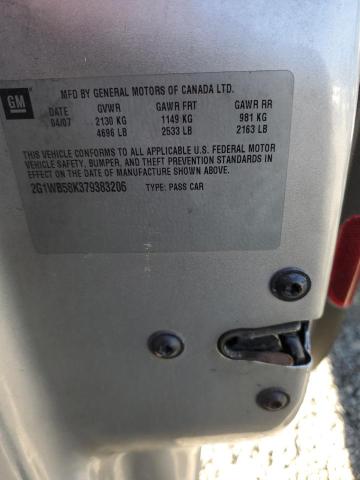 MFD BY GENERAL MOTORS OF CANADA LTD.
GM
DATE GVWR GAWR FRT GAWR RR
04/07 2130 KG 1149 KG 981 KG
4696 LB 2533 LB 2163 LB
THIS VEHICLE CONFORMS TO ALL APPLICABLE U.S. FEDERAL MOTOR
VEHICLE SAFETY, BUMPER, AND THEFT PREVENTION STANDARDS IN
EFFECT ON THE DATE OF MANUFACTURE SHOWN ABOVE.
2G1WB58K379383206 TYPE: PASS CAR